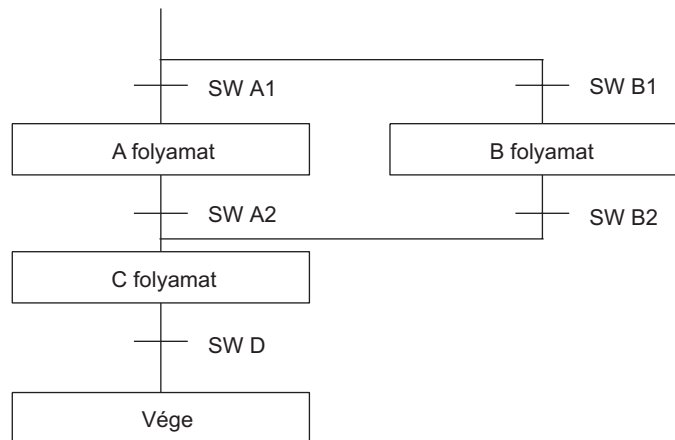 SW A1
SW B1
A folyamat
B folyamat
SW A2
SW B2
C folyamat
SW D
Vége